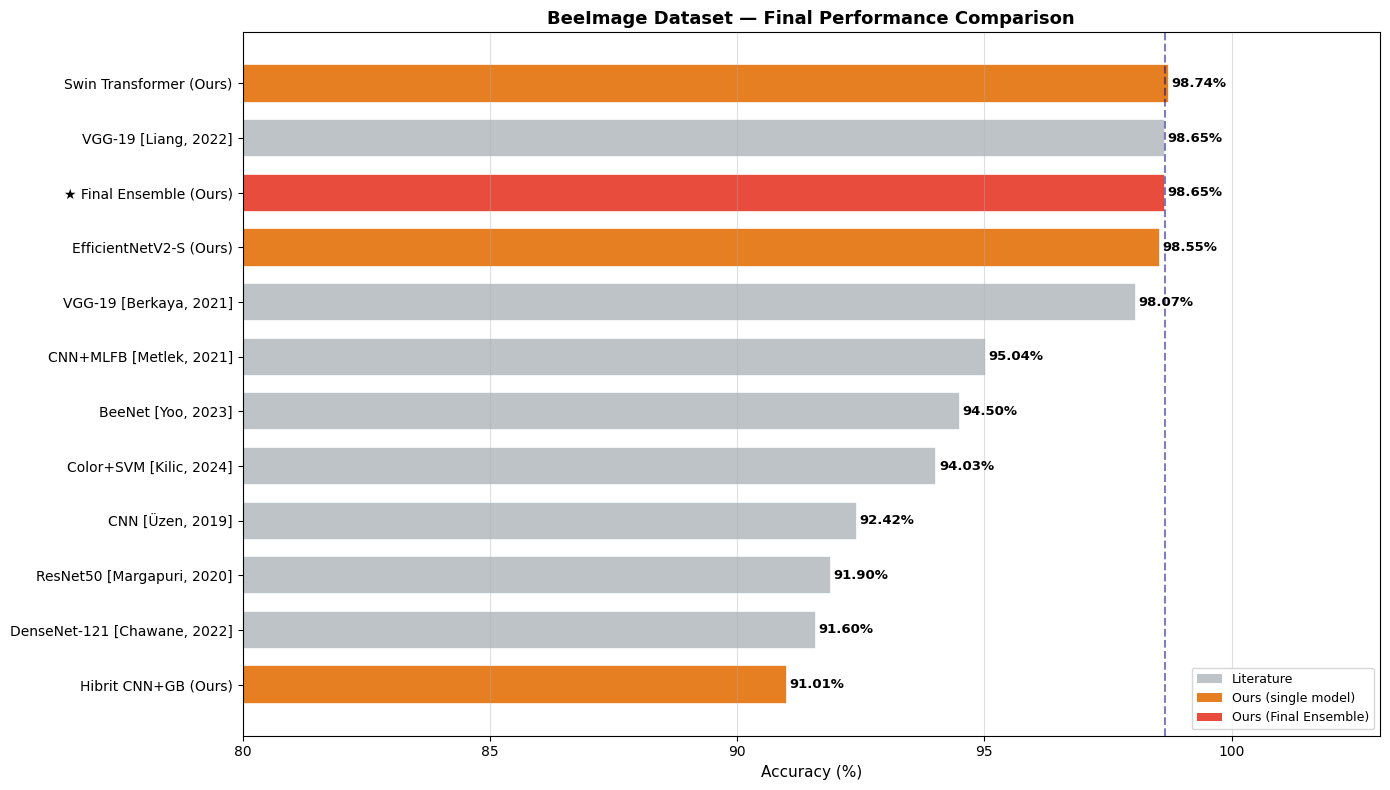 BeeImage Dataset — Final Performance Comparison
Swin Transformer (Ours) 98.74%
VGG-19 [Liang, 2022] 98.65%
★ Final Ensemble (Ours) 98.65%
EfficientNetV2-S (Ours) 98.55%
VGG-19 [Berkaya, 2021] 98.07%
CNN+MLFB [Metlek, 2021] 95.04%
BeeNet [Yoo, 2023] 94.50%
Color+SVM [Kilic, 2024] 94.03%
CNN [Üzen, 2019] 92.42%
ResNet50 [Margapuri, 2020] 91.90%
DenseNet-121 [Chawane, 2022] 91.60%
Hibrit CNN+GB (Ours) 91.01%
Literature
Ours (single model)
Ours (Final Ensemble)
80 85 90 95 100
Accuracy (%)